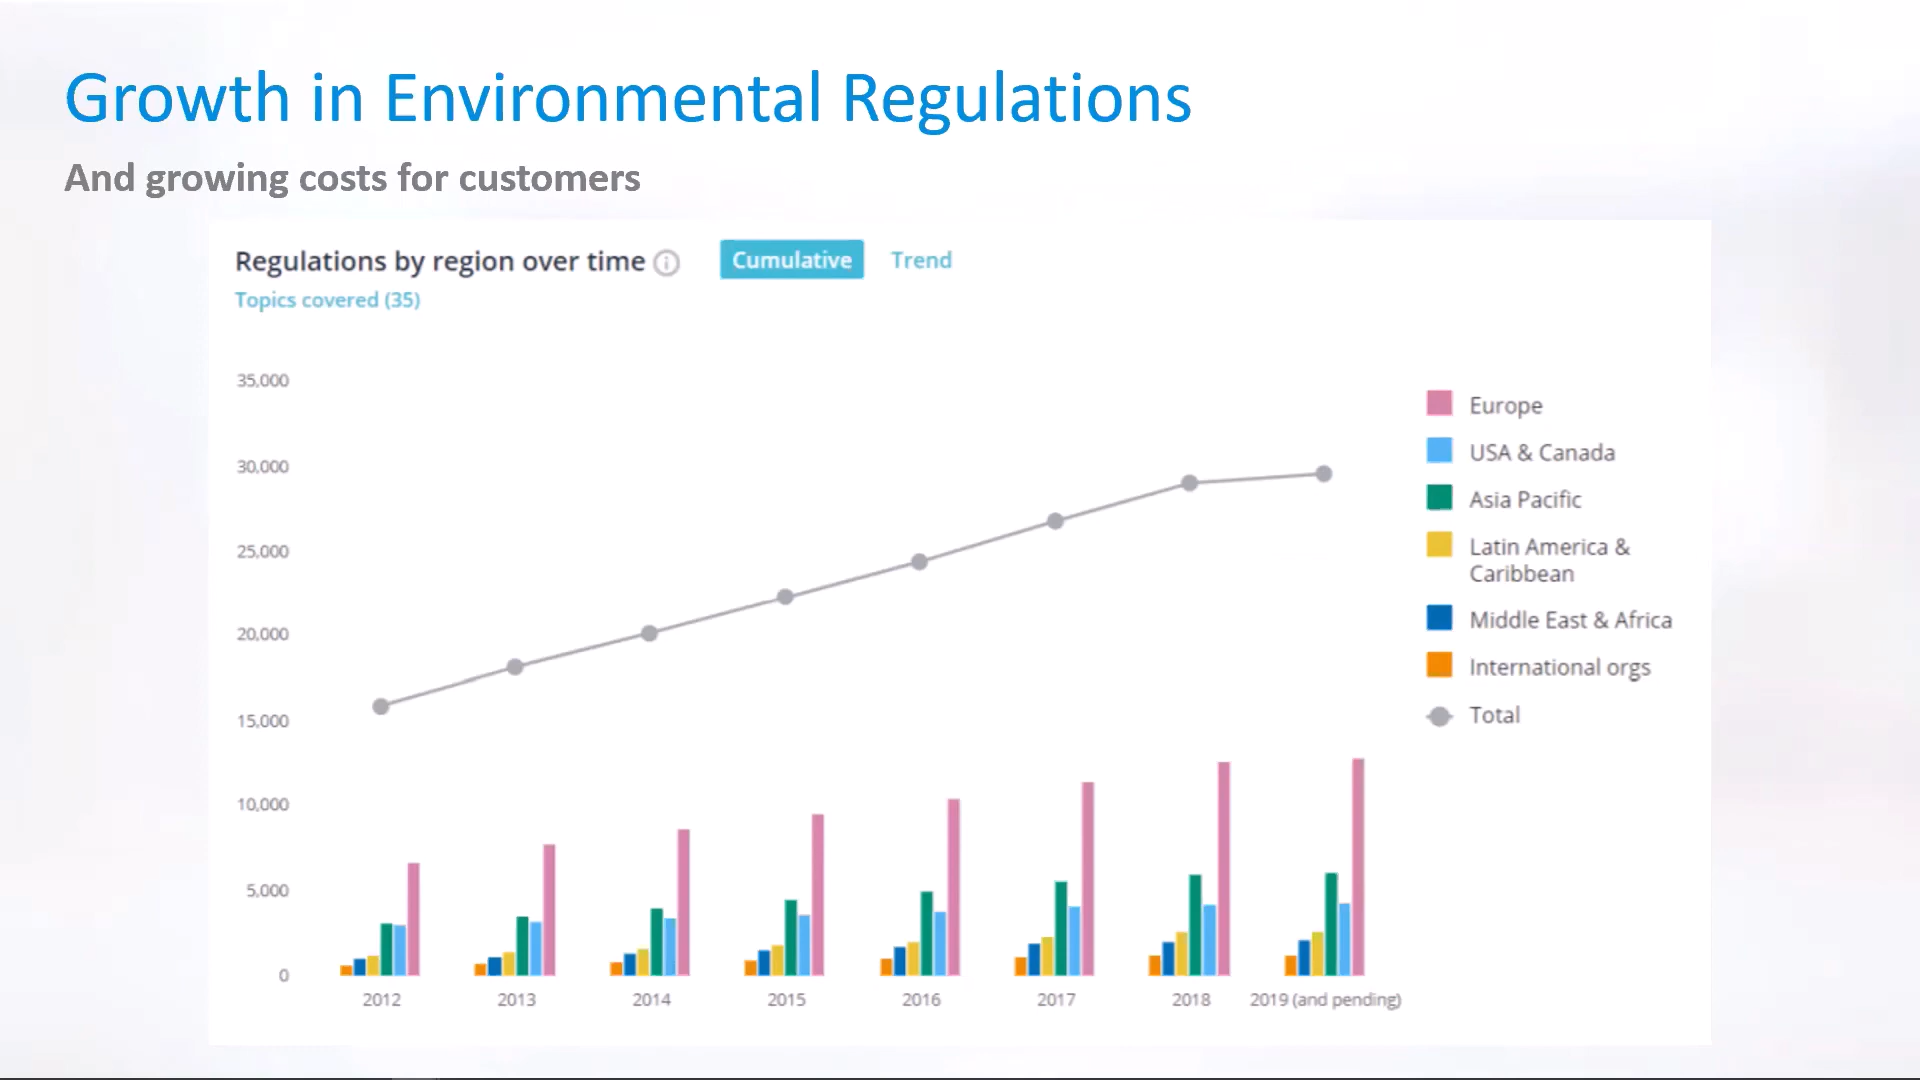 Growth in Environmental Regulations
And growing costs for customers
Regulations by region over time
Cumulative
Trend
Topics covered (35)
35,000
30,000
25,000
20,000
15,000
10,000
5,000
0
2012
2013
2014
2015
2016
2017
2018
2019 (and pending)
Europe
USA & Canada
Asia Pacific
Latin America &
Caribbean
Middle East & Africa
International orgs
Total